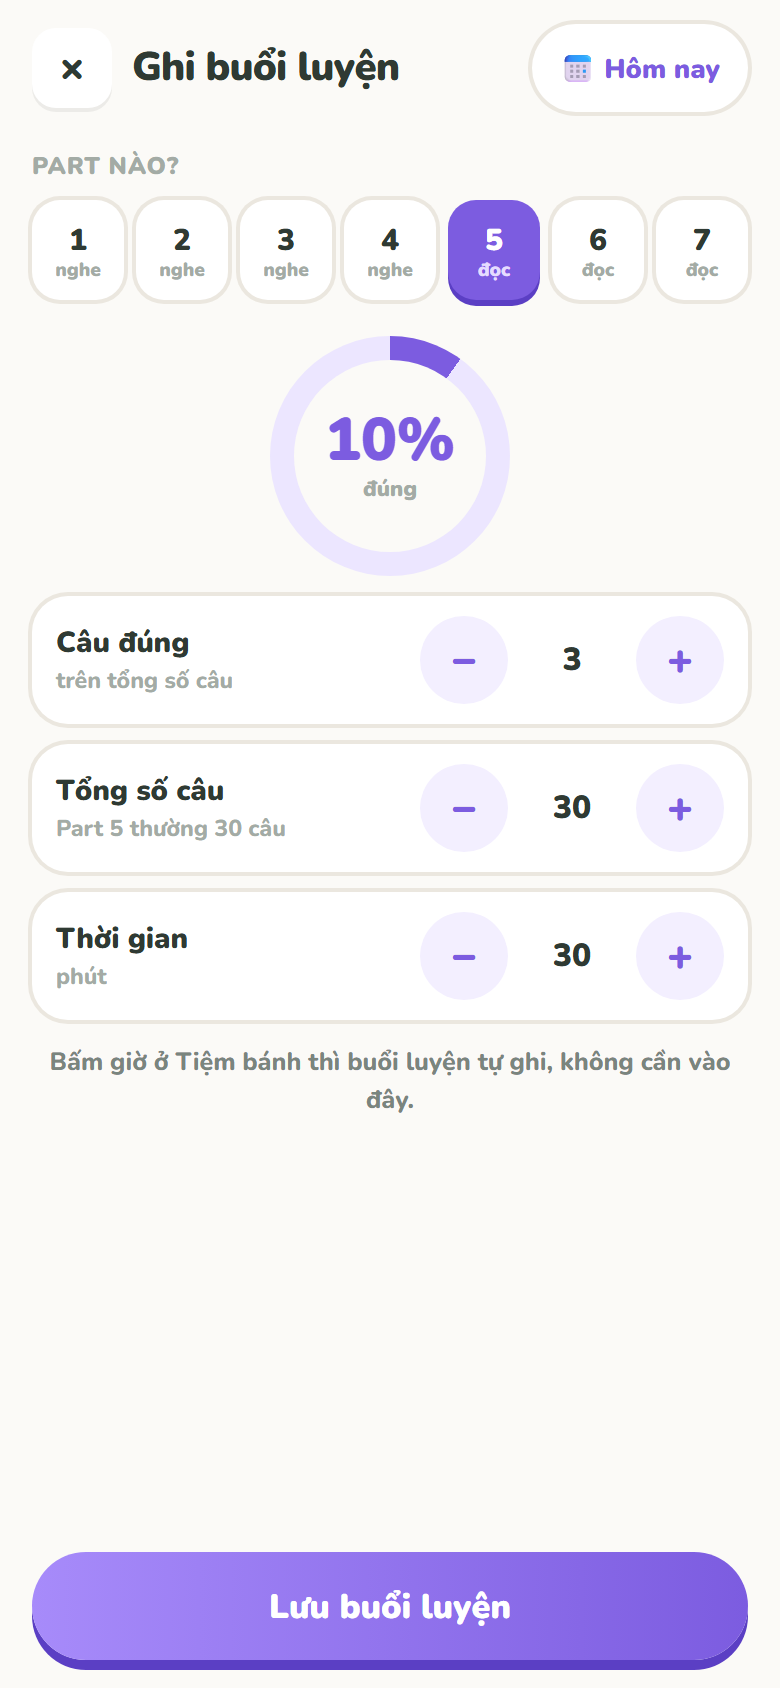 × Ghi buổi luyện Hôm nay
PART NÀO?
1 2 3 4 5 6 7
nghe nghe nghe nghe đọc đọc đọc
10%
đúng
Câu đúng
trên tổng số câu
− 3 +
Tổng số câu
Part 5 thường 30 câu
− 30 +
Thời gian
phút
− 30 +
Bấm giờ ở Tiệm bánh thì buổi luyện tự ghi, không cần vào
đây.
Lưu buổi luyện